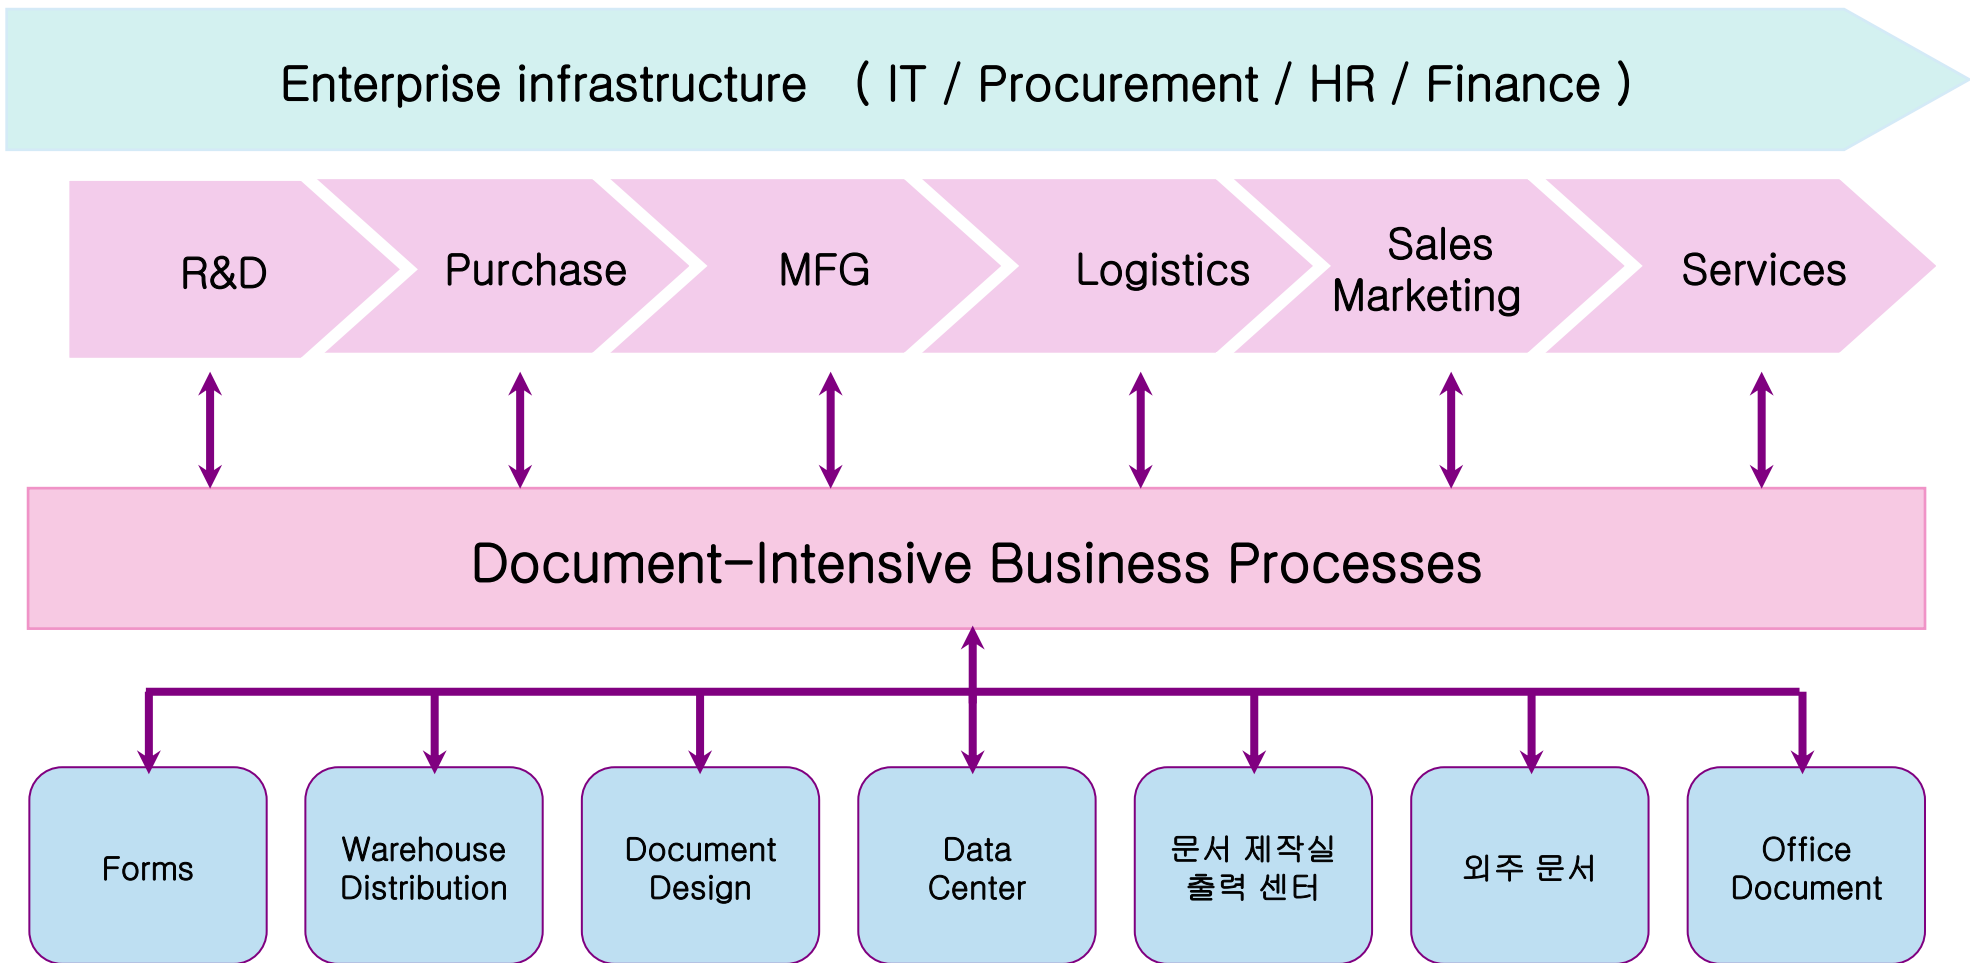 Enterprise infrastructure ( IT / Procurement / HR / Finance )
R&D
Purchase
MFG
Logistics
Sales
Marketing
Services
Document-Intensive Business Processes
Forms
Warehouse
Distribution
Document
Design
Data
Center
문서 제작실
출력 센터
외주 문서
Office
Document